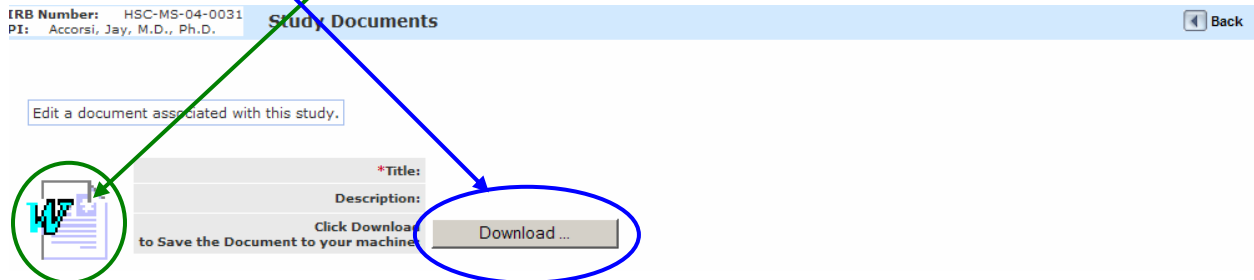 IRB Number: HSC-MS-04-0031
PI: Accorsi, Jay, M.D., Ph.D.
Study Documents
Back
Edit a document associated with this study.
*Title:
Description:
Click Download
to Save the Document to your machine:
Download ...
W